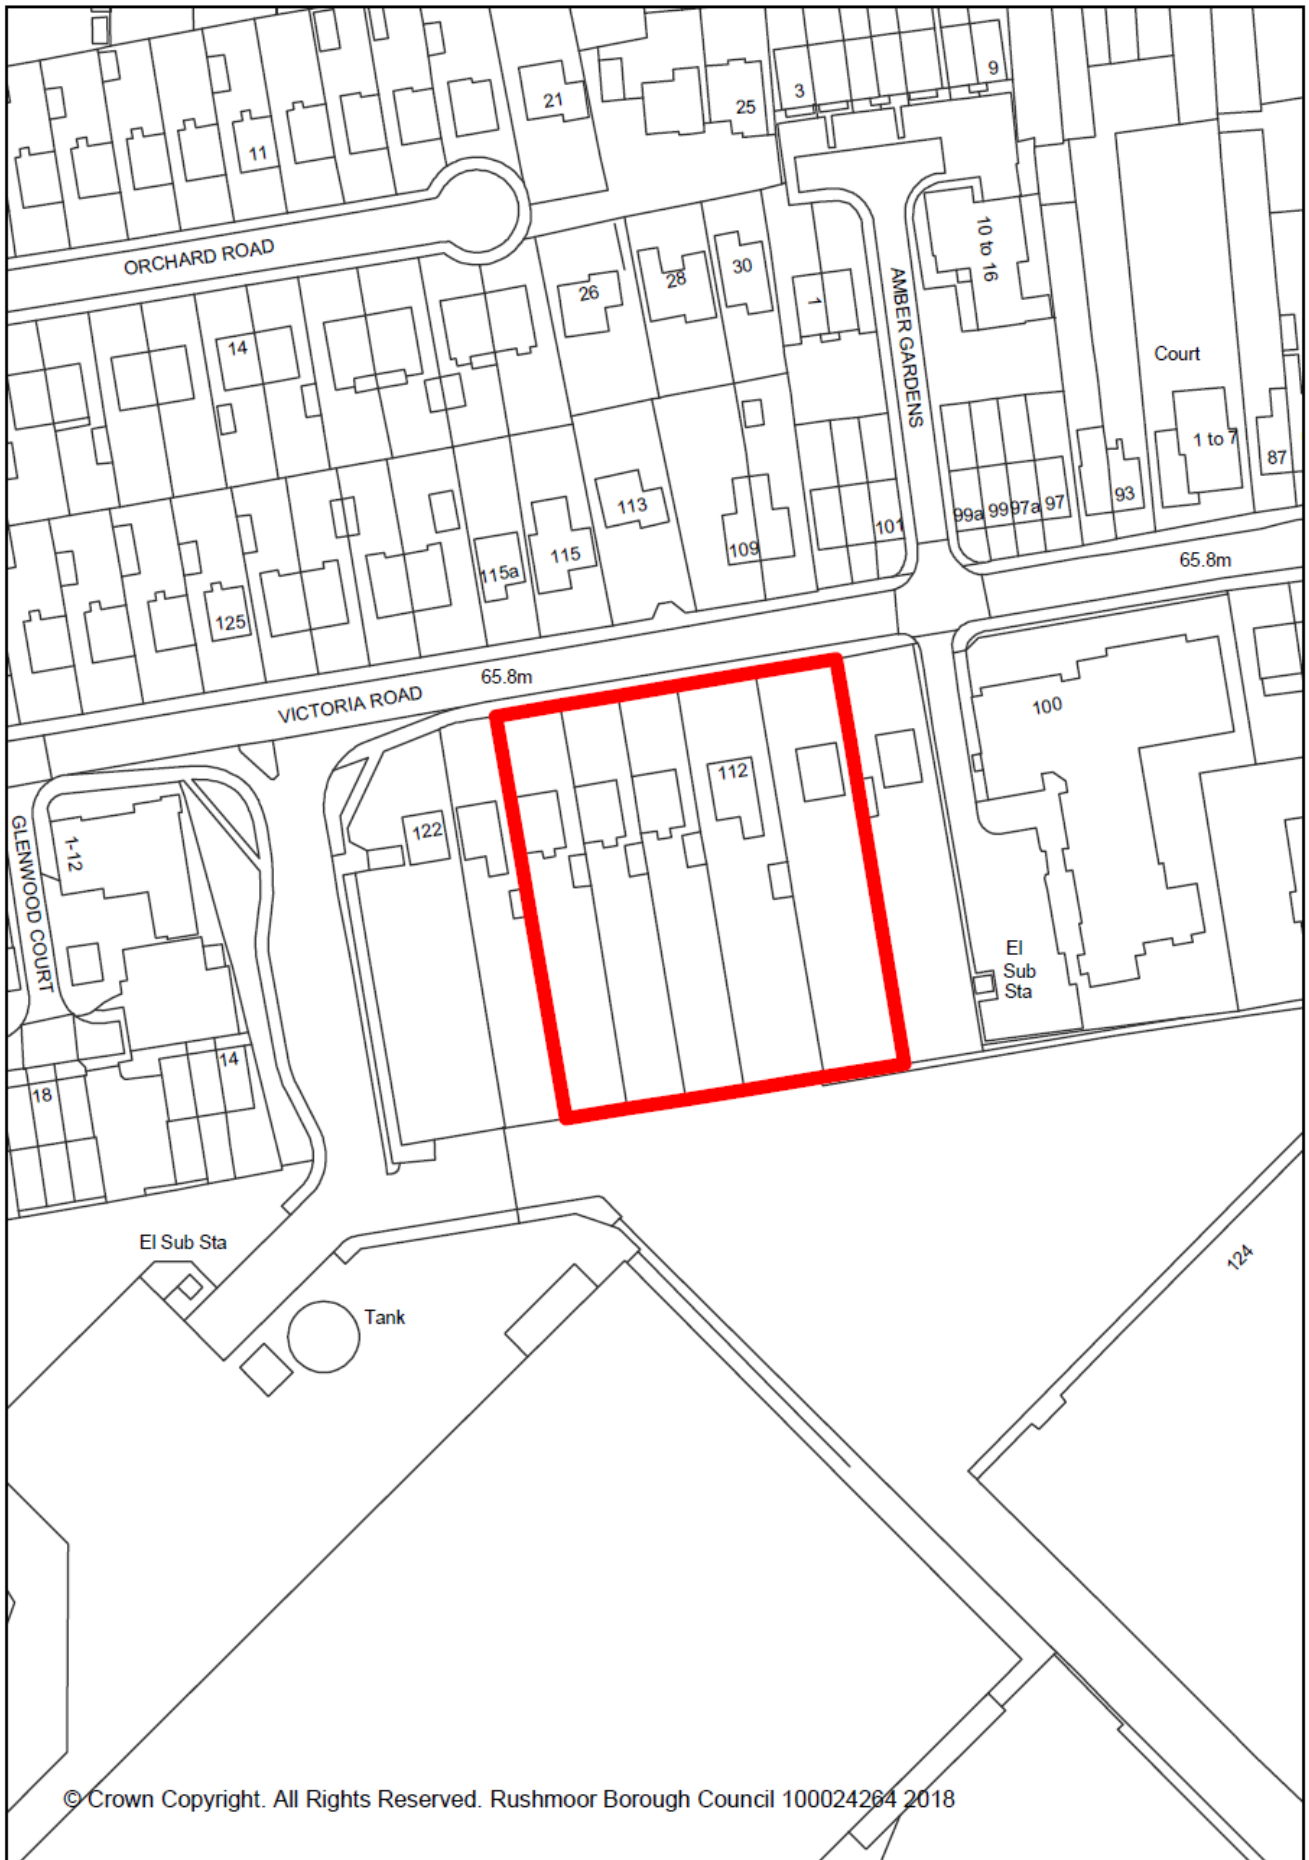 9
3
21
25
11
10 to 16
ORCHARD ROAD
30
28
26
1
AMBER GARDENS
14
Court
1 to 7
87
93
113
99a 99 97a 97
101
109
115
115a
65.8m
125
65.8m
VICTORIA ROAD
100
112
122
1-12
GLENWOOD COURT
El
Sub
Sta
14
18
El Sub Sta
124
Tank
© Crown Copyright. All Rights Reserved. Rushmoor Borough Council 100024264 2018